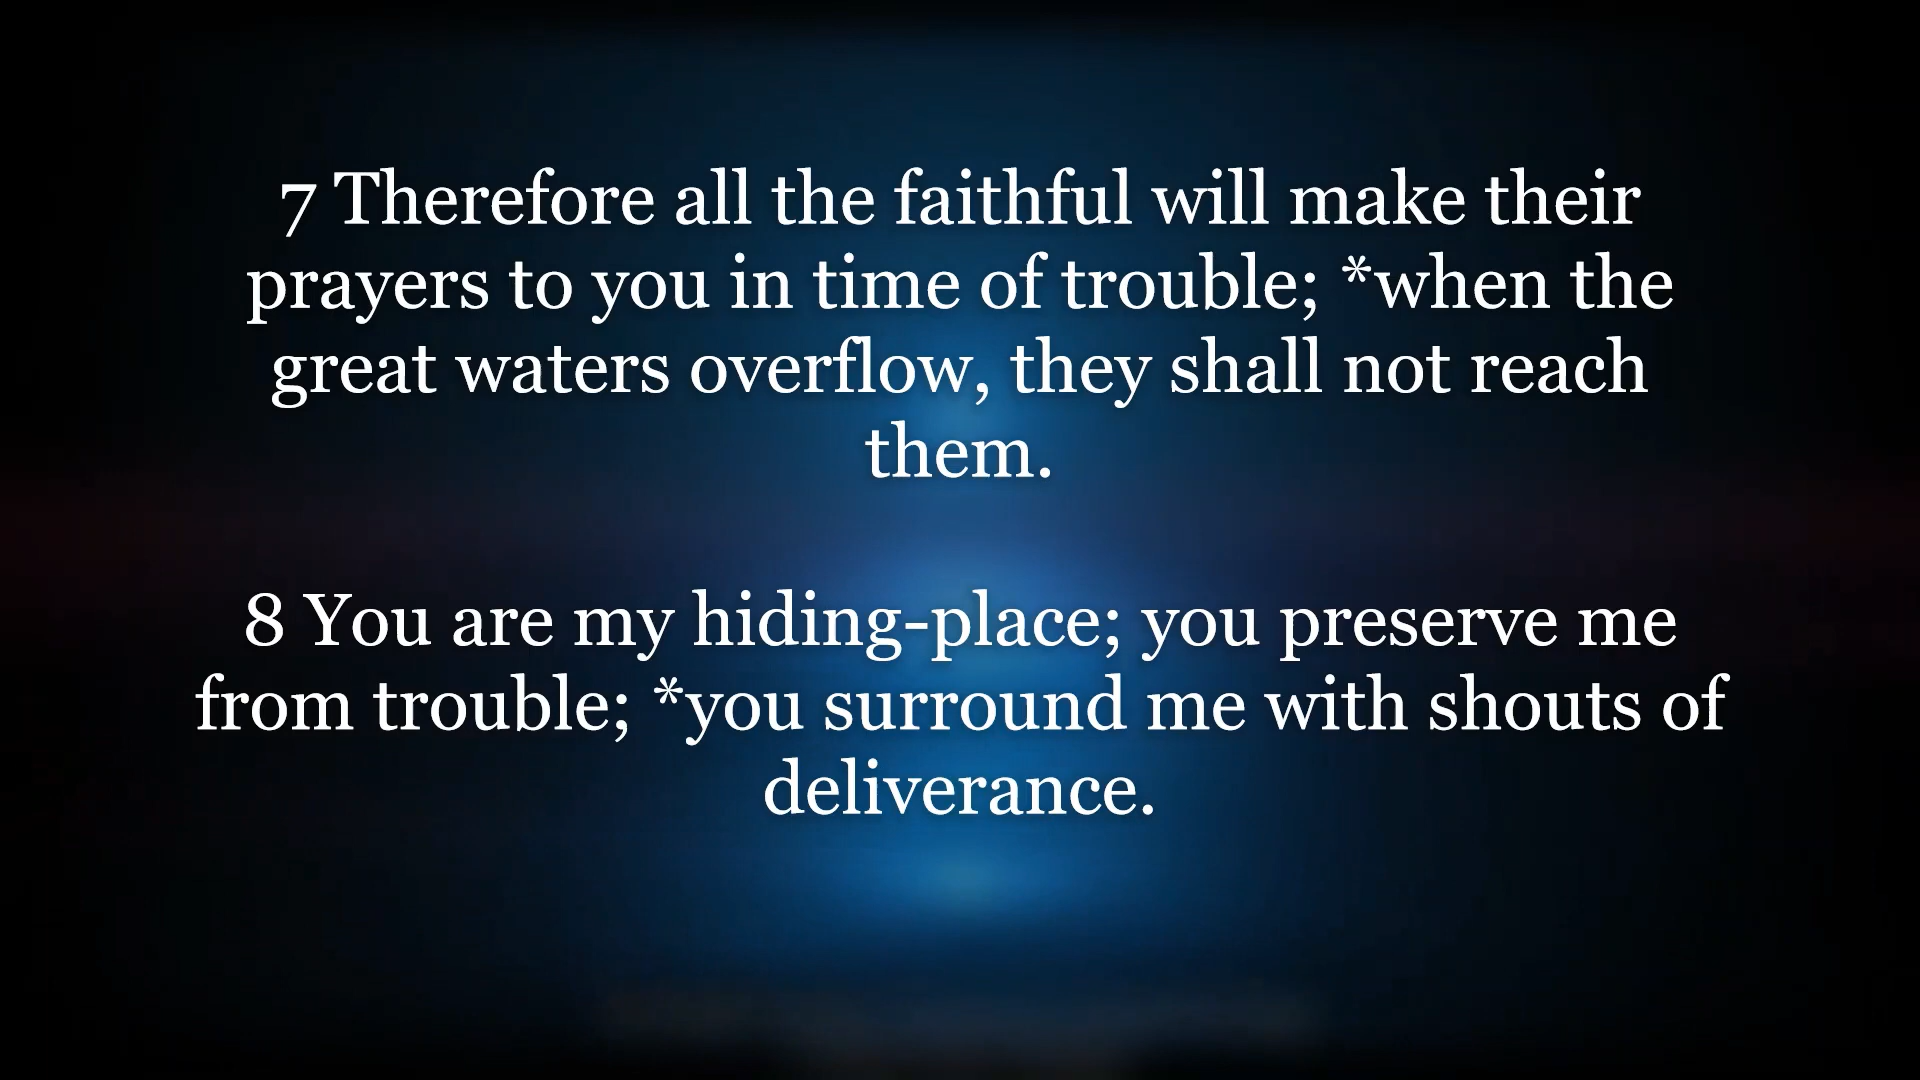 7 Therefore all the faithful will make their
prayers to you in time of trouble; *when the
great waters overflow, they shall not reach
them.
8 You are my hiding-place; you preserve me
from trouble; *you surround me with shouts of
deliverance.